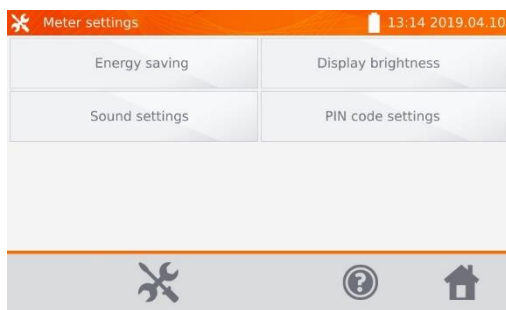 Meter settings 13:14 2019.04.10
Energy saving Display brightness
Sound settings PIN code settings
?